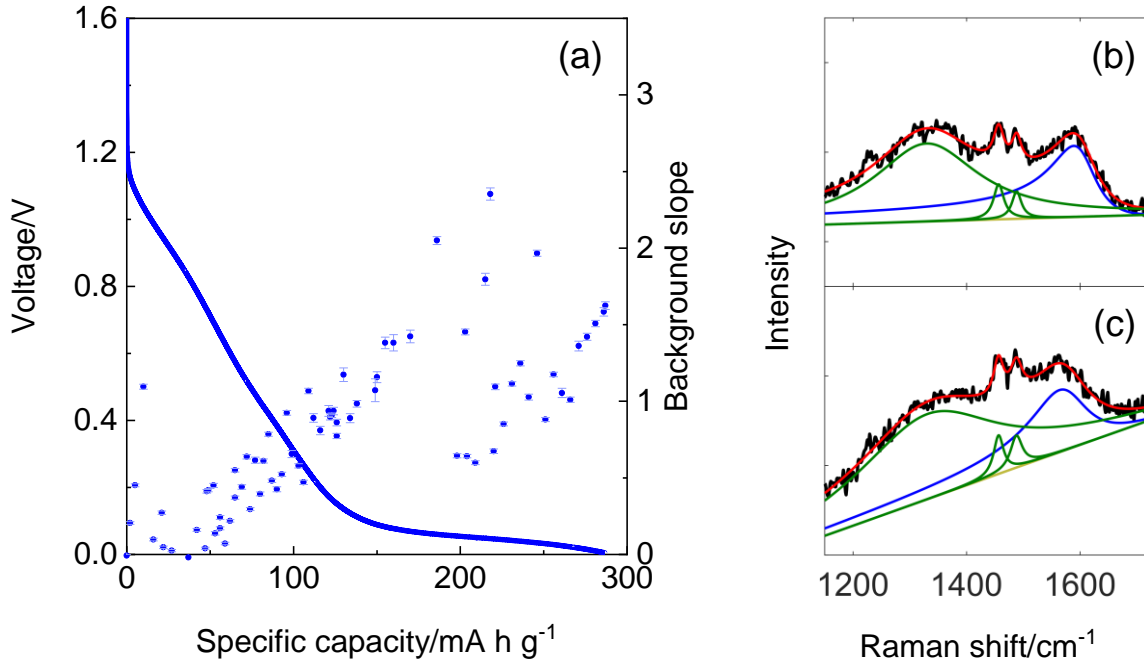 (a)
1.6
1.2
0.8
0.4
0.0
Voltage/V
3
2
1
0
Background slope
0
100
200
300
Specific capacity/mA h g⁻¹
(b)
(c)
Intensity
1200
1400
1600
Raman shift/cm⁻¹